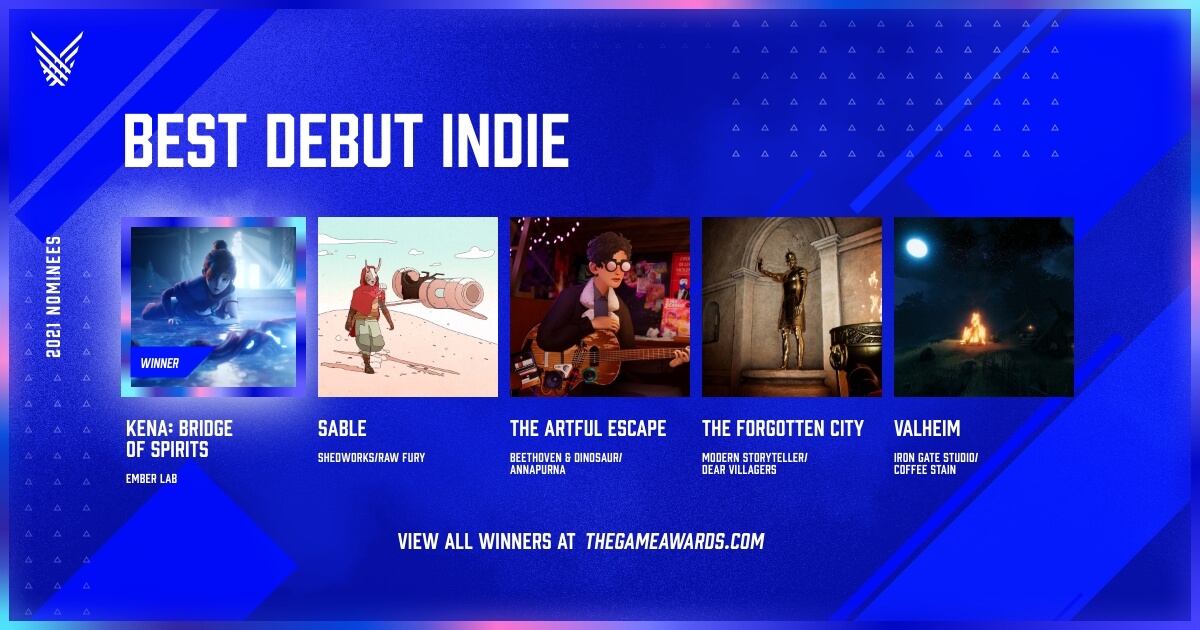 BEST DEBUT INDIE
2021 NOMINEES
WINNER
KENA: BRIDGE
OF SPIRITS
EMBER LAB
SABLE
SHEDWORKS/RAW FURY
THE ARTFUL ESCAPE
BEETHOVEN & DINOSAUR/
ANNAPURNA
THE FORGOTTEN CITY
MODERN STORYTELLER/
DEAR VILLAGERS
VALHEIM
IRON GATE STUDIO/
COFFEE STAIN
VIEW ALL WINNERS AT THEGAMEAWARDS.COM